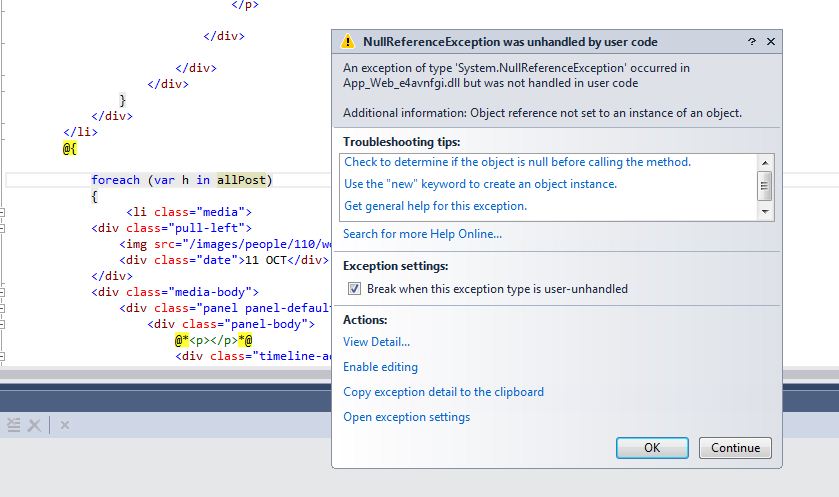 </p>
</div>
</div>
</div>
}
</div>
</li>
@{
foreach (var h in allPost)
{
<li class="media">
<div class="pull-left">
<img src="/images/people/110/
<div class="date">11 OCT</div>
</div>
<div class="media-body">
<div class="panel panel-default
<div class="panel-body">
@*<p></p>*@
<div class="timeline-
NullReferenceException was unhandled by user code
An exception of type 'System.NullReferenceException' occurred in
App_Web_e4avnfgi.dll but was not handled in user code
Additional information: Object reference not set to an instance of an object.
Troubleshooting tips:
Check to determine if the object is null before calling the method.
Use the "new" keyword to create an object instance.
Get general help for this exception.
Search for more Help Online...
Exception settings:
Break when this exception type is user-unhandled
Actions:
View Detail...
Enable editing
Copy exception detail to the clipboard
Open exception settings
OK
Continue